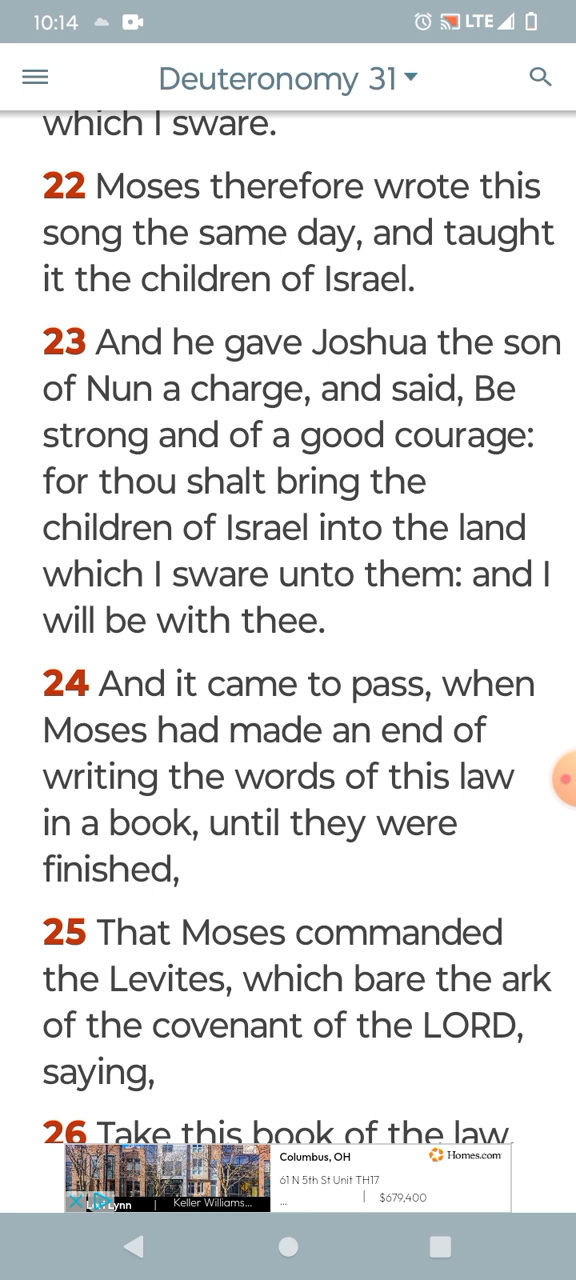 10:14
LTE
Deuteronomy 31
which I sware.
22 Moses therefore wrote this
song the same day, and taught
it the children of Israel.
23 And he gave Joshua the son
of Nun a charge, and said, Be
strong and of a good courage:
for thou shalt bring the
children of Israel into the land
which I sware unto them: and I
will be with thee.
24 And it came to pass, when
Moses had made an end of
writing the words of this law
in a book, until they were
finished,
25 That Moses commanded
the Levites, which bare the ark
of the covenant of the LORD,
saying,
26 Take this book of the law,
Columbus, OH
Homes.com
61 N 5th St Unit TH17
... | $679,400
Lynn | Keller Williams...